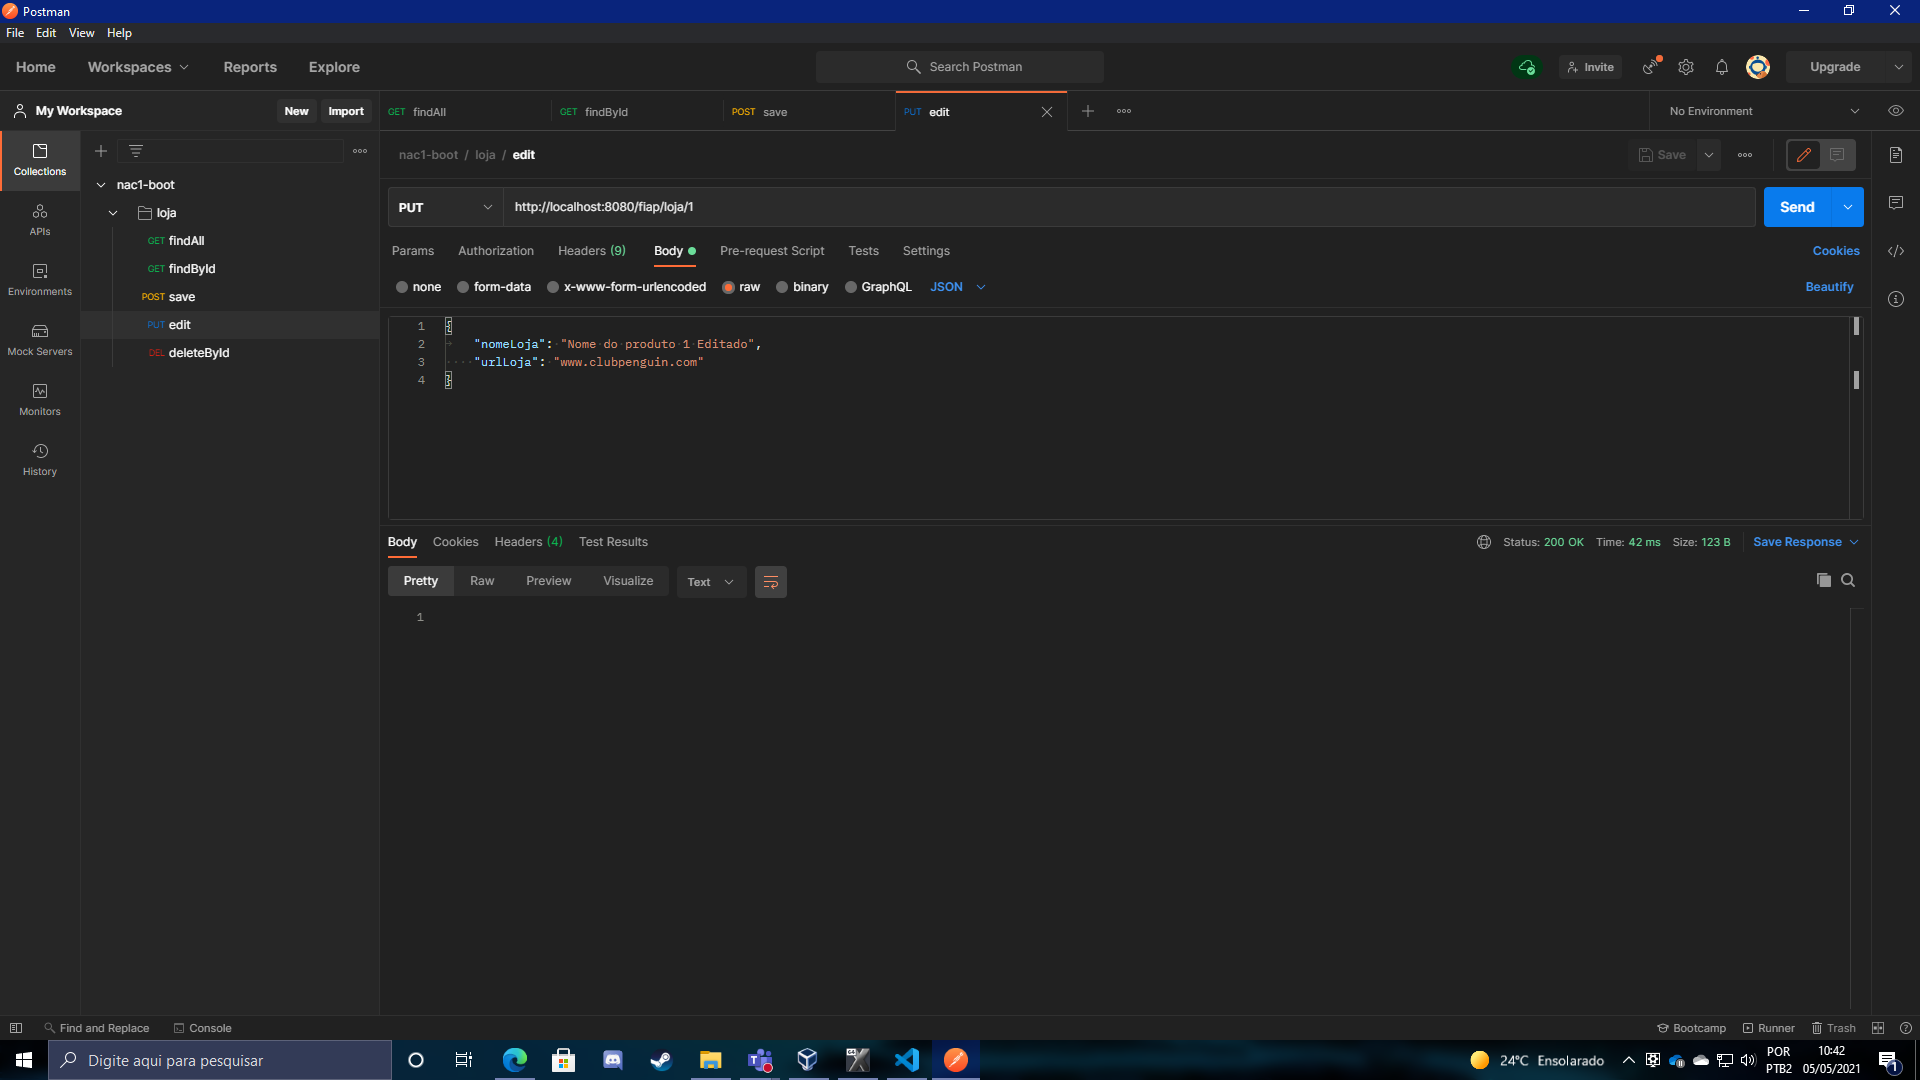 Postman
File Edit View Help
Home Workspaces Reports Explore
Search Postman
Invite
Upgrade
My Workspace New Import
GET findAll GET findById POST save PUT edit
No Environment
Collections
APIs
Environments
Mock Servers
Monitors
History
nac1-boot
loja
GET findAll
GET findById
POST save
PUT edit
DEL deleteById
nac1-boot / loja / edit
Save
PUT http://localhost:8080/fiap/loja/1
Send
Params Authorization Headers (9) Body Pre-request Script Tests Settings
Cookies
none form-data x-www-form-urlencoded raw binary GraphQL JSON
Beautify
1 {
2 "nomeLoja": "Nome do produto 1 Editado",
3 "urlLoja": "www.clubpenguin.com"
4 }
Body Cookies Headers (4) Test Results
Status: 200 OK Time: 42 ms Size: 123 B Save Response
Pretty Raw Preview Visualize Text
1
Find and Replace Console
Bootcamp Runner Trash
Digite aqui para pesquisar
24°C Ensolarado
POR
PTB2
10:42
05/05/2021
1